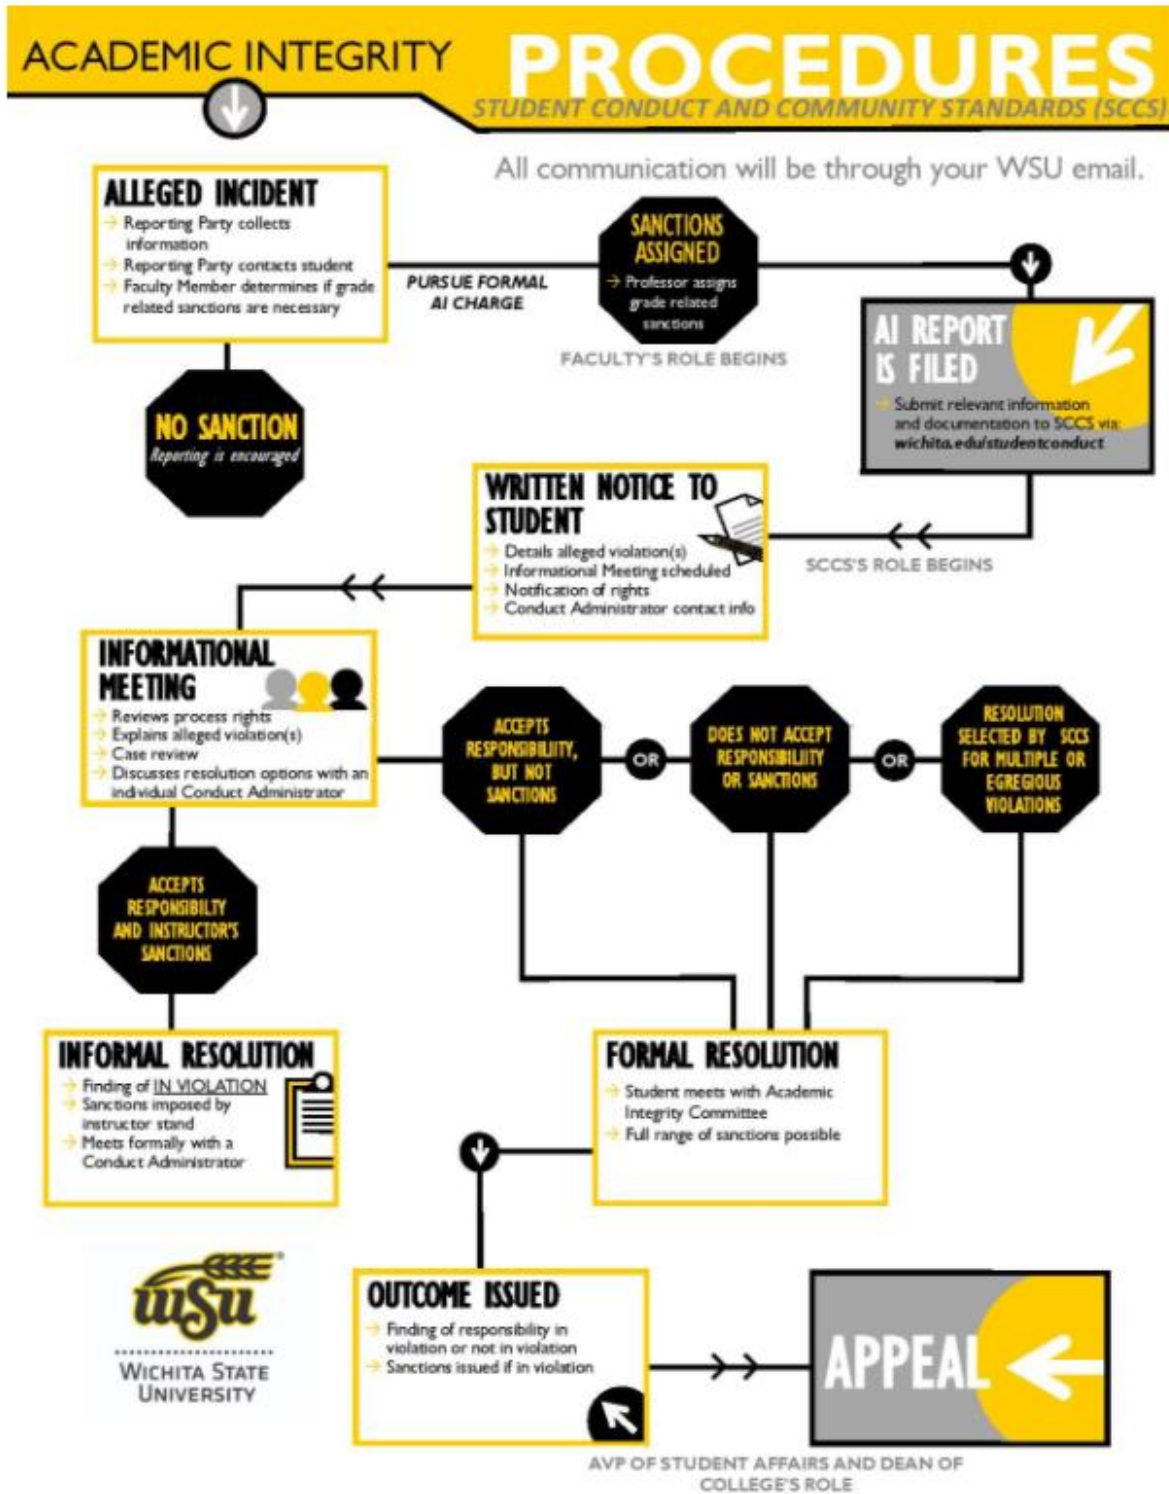 ACADEMIC INTEGRITY
PROCEDURES
STUDENT CONDUCT AND COMMUNITY STANDARDS (SCCS)
All communication will be through your WSU email.
ALLEGED INCIDENT
Reporting Party collects
information
Reporting Party contacts student
Faculty Member determines if grade
related sanctions are necessary
PURSUE FORMAL
AI CHARGE
SANCTIONS
ASSIGNED
Professor assigns
grade related
sanctions
FACULTY'S ROLE BEGINS
AI REPORT
IS FILED
Submit relevant information
and documentation to SCCS via:
wichita.edu/studentconduct
NO SANCTION
Reporting is encouraged
WRITTEN NOTICE TO
STUDENT
Details alleged violation(s)
Informational Meeting scheduled
Notification of rights
Conduct Administrator contact info
SCCS'S ROLE BEGINS
INFORMATIONAL
MEETING
Reviews process rights
Explains alleged violation(s)
Case review
Discusses resolution options with an
individual Conduct Administrator
ACCEPTS
RESPONSIBILIITY,
BUT NOT
SANCTIONS
OR
DOES NOT ACCEPT
RESPONSIBILIITY
OR SANCTIONS
OR
RESOLUTION
SELECTED BY SCCS
FOR MULTIPLE OR
EGREGIOUS
VIOLATIONS
ACCEPTS
RESPONSIBILTY
AND INSTRUCTOR'S
SANCTIONS
INFORMAL RESOLUTION
Finding of IN VIOLATION
Sanctions imposed by
instructor stand
Meets formally with a
Conduct Administrator
FORMAL RESOLUTION
Student meets with Academic
Integrity Committee
Full range of sanctions possible
WSU
WICHITA STATE
UNIVERSITY
OUTCOME ISSUED
Finding of responsibility in
violation or not in violation
Sanctions issued if in violation
APPEAL
AVP OF STUDENT AFFAIRS AND DEAN OF
COLLEGE'S ROLE